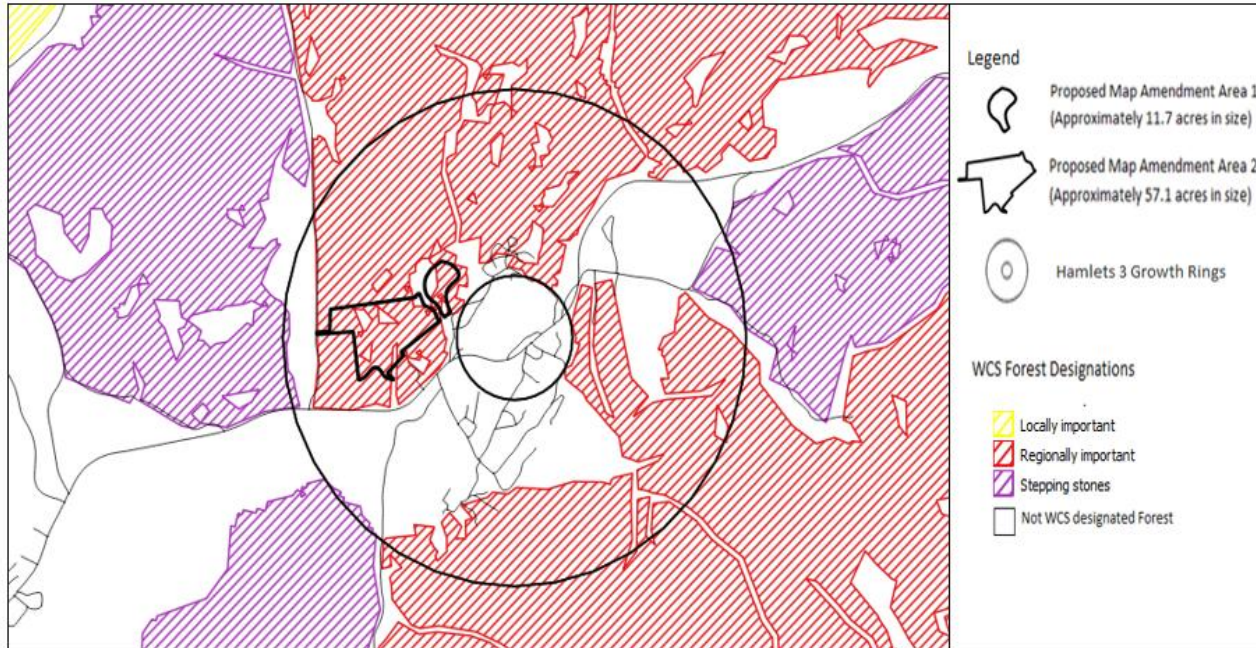 Legend
Proposed Map Amendment Area 1
(Approximately 11.7 acres in size)
Proposed Map Amendment Area 2
(Approximately 57.1 acres in size)
Hamlets 3 Growth Rings
WCS Forest Designations
Locally important
Regionally important
Stepping stones
Not WCS designated Forest